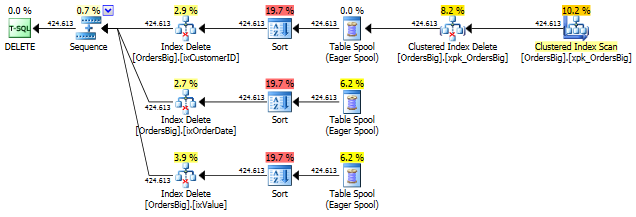 0.0 % 0.7 % 2.9 % 19.7 % 0.0 % 8.2 % 10.2 %
424.613 424.613 424.613 424.613 424.613 424.613
T-SQL
DELETE Sequence Index Delete Sort Table Spool Clustered Index Delete Clustered Index Scan
[OrdersBig].[ixCustomerID] (Eager Spool) [OrdersBig].[xpk_OrdersBig] [OrdersBig].[xpk_OrdersBig]
2.7 % 19.7 % 6.2 %
424.613 424.613 424.613
Index Delete Sort Table Spool
[OrdersBig].[ixOrderDate] (Eager Spool)
3.9 % 19.7 % 6.2 %
424.613 424.613 424.613
Index Delete Sort Table Spool
[OrdersBig].[ixValue] (Eager Spool)